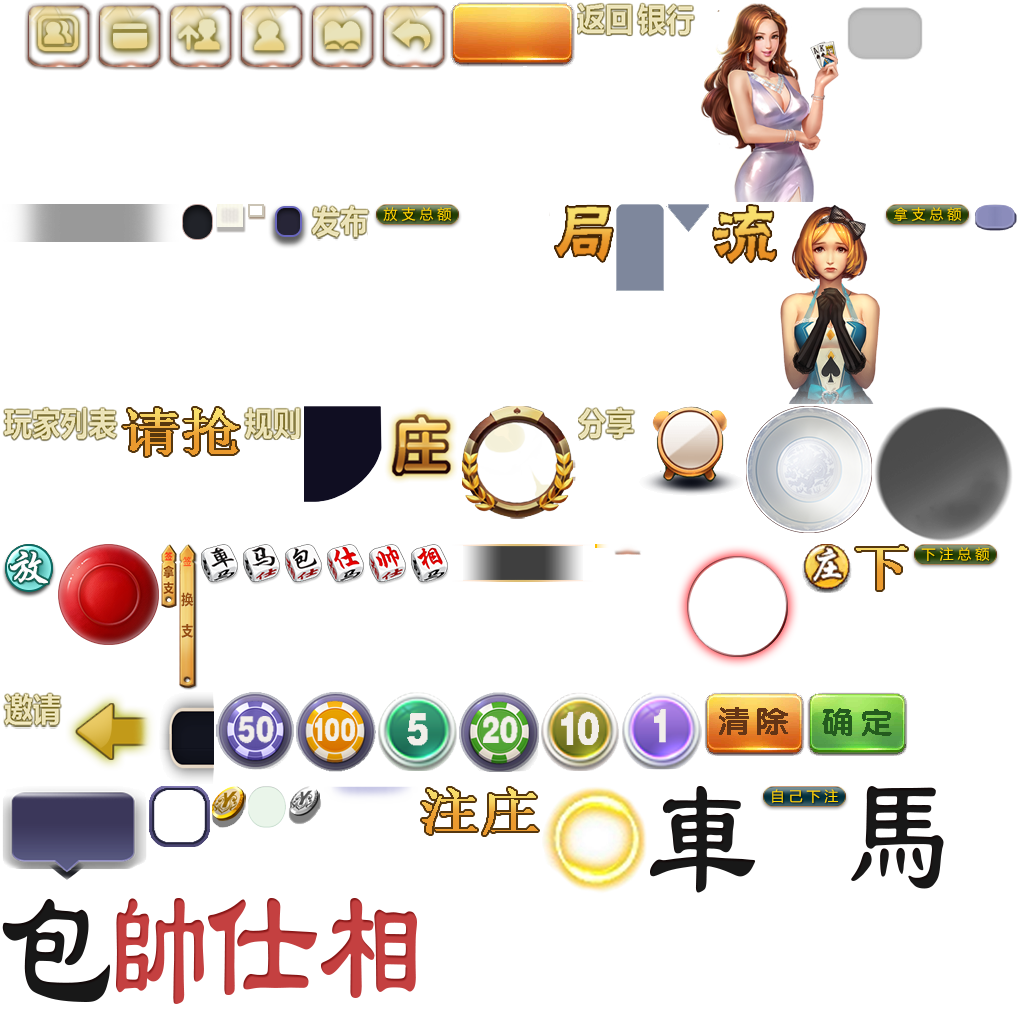 返回 银行
A K
发布
放支总额
局
流
拿支总额
玩家列表
请抢
规则
庄
分享
放
签 拿支
签 换支
車 马 包 仕 帅 相
庄
下
下注总额
邀请
50 100 5 20 10 1
清除
确定
注庄
車
自己下注
馬
包 帥 仕 相